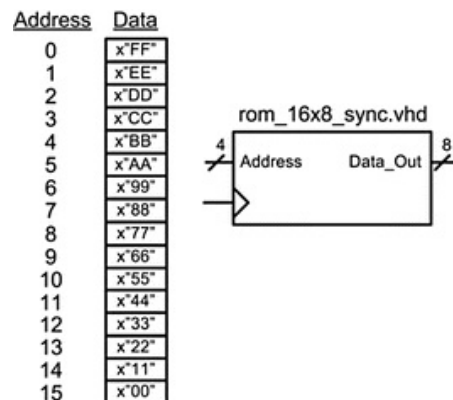 Address Data
0 x"FF"
1 x"EE"
2 x"DD"
3 x"CC"
4 x"BB"
5 x"AA"
6 x"99"
7 x"88"
8 x"77"
9 x"66"
10 x"55"
11 x"44"
12 x"33"
13 x"22"
14 x"11"
15 x"00"
rom_16x8_sync.vhd
4 8
Address Data_Out